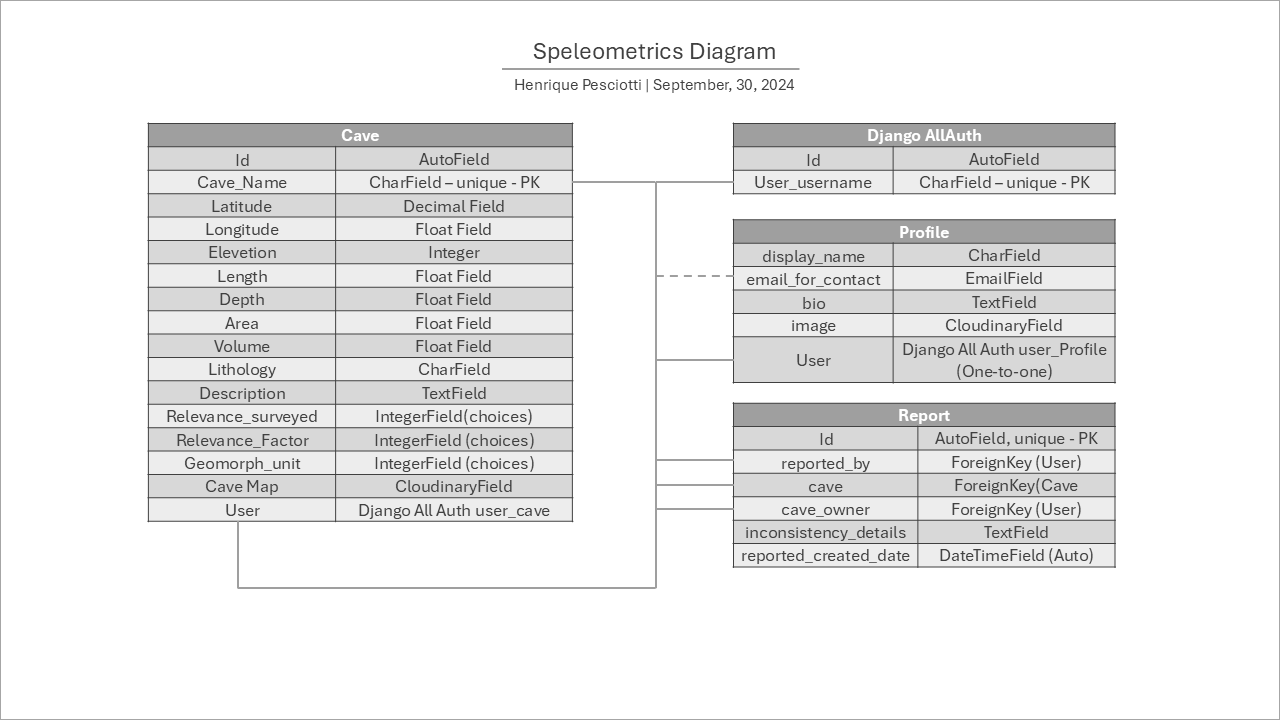 Speleometrics Diagram
Henrique Pesciotti | September, 30, 2024
Cave
Id AutoField
Cave_Name CharField – unique - PK
Latitude Decimal Field
Longitude Float Field
Elevetion Integer
Length Float Field
Depth Float Field
Area Float Field
Volume Float Field
Lithology CharField
Description TextField
Relevance_surveyed IntegerField(choices)
Relevance_Factor IntegerField (choices)
Geomorph_unit IntegerField (choices)
Cave Map CloudinaryField
User Django All Auth user_cave
Django AllAuth
Id AutoField
User_username CharField – unique - PK
Profile
display_name CharField
email_for_contact EmailField
bio TextField
image CloudinaryField
User Django All Auth user_Profile
(One-to-one)
Report
Id AutoField, unique - PK
reported_by ForeignKey (User)
cave ForeignKey(Cave
cave_owner ForeignKey (User)
inconsistency_details TextField
reported_created_date DateTimeField (Auto)